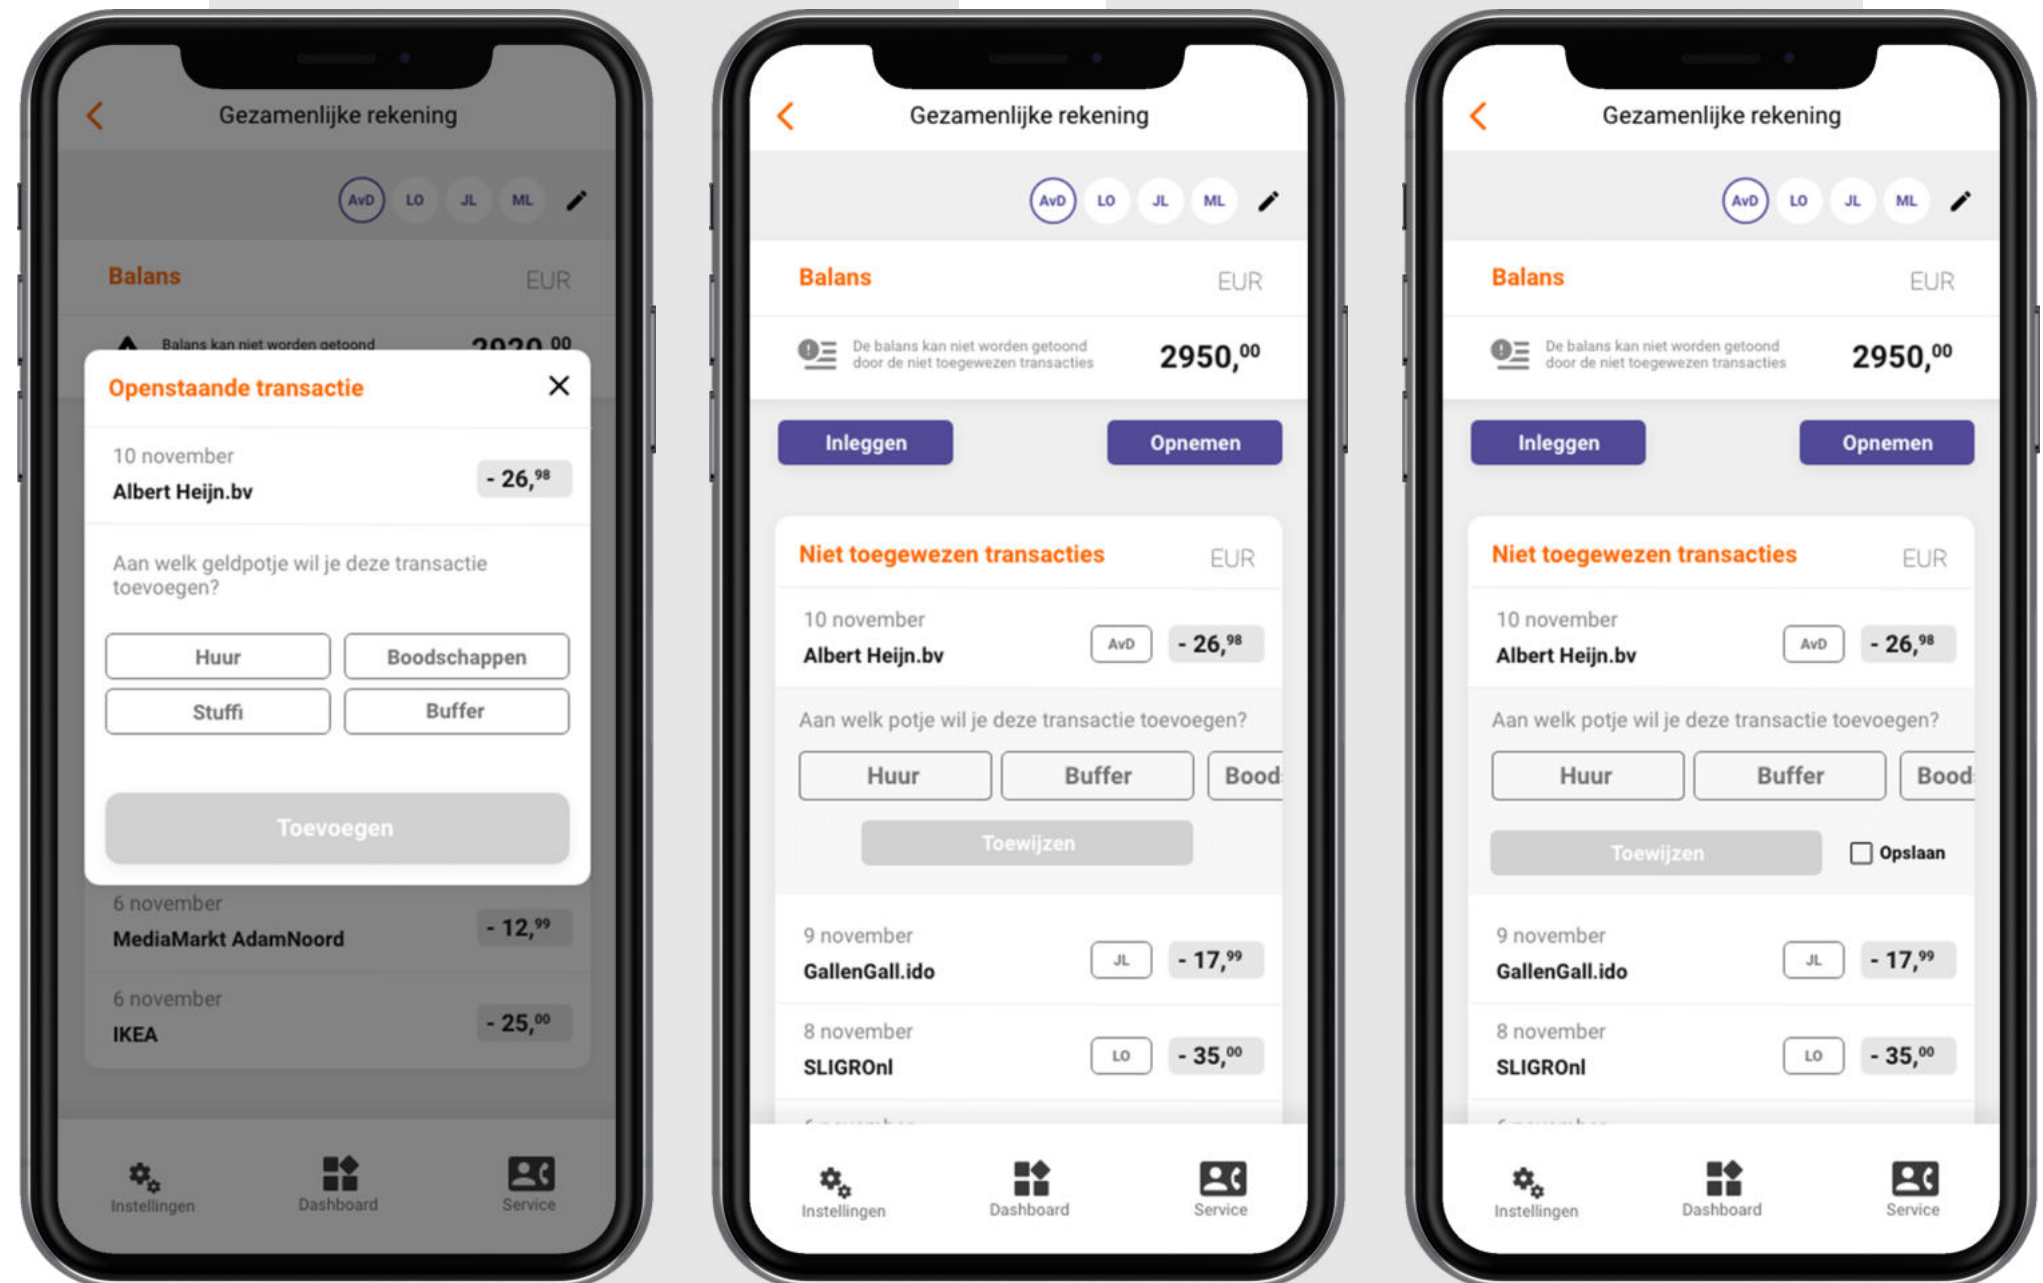 Gezamenlijke rekening
AvD LO JL ML
Balans EUR
Balans kan niet worden getoond 2920,00
Openstaande transactie
10 november
Albert Heijn.bv - 26,98
Aan welk geldpotje wil je deze transactie
toevoegen?
Huur Boodschappen
Stuffi Buffer
Toevoegen
6 november
MediaMarkt AdamNoord - 12,99
6 november
IKEA - 25,00
Instellingen Dashboard Service
Gezamenlijke rekening
AvD LO JL ML
Balans EUR
De balans kan niet worden getoond
door de niet toegewezen transacties 2950,00
Inleggen Opnemen
Niet toegewezen transacties EUR
10 november
Albert Heijn.bv AvD - 26,98
Aan welk potje wil je deze transactie toevoegen?
Huur Buffer Bood
Toewijzen
9 november
GallenGall.ido JL - 17,99
8 november
SLIGROnl LO - 35,00
Instellingen Dashboard Service
Gezamenlijke rekening
AvD LO JL ML
Balans EUR
De balans kan niet worden getoond
door de niet toegewezen transacties 2950,00
Inleggen Opnemen
Niet toegewezen transacties EUR
10 november
Albert Heijn.bv AvD - 26,98
Aan welk potje wil je deze transactie toevoegen?
Huur Buffer Bood
Toewijzen Opslaan
9 november
GallenGall.ido JL - 17,99
8 november
SLIGROnl LO - 35,00
Instellingen Dashboard Service